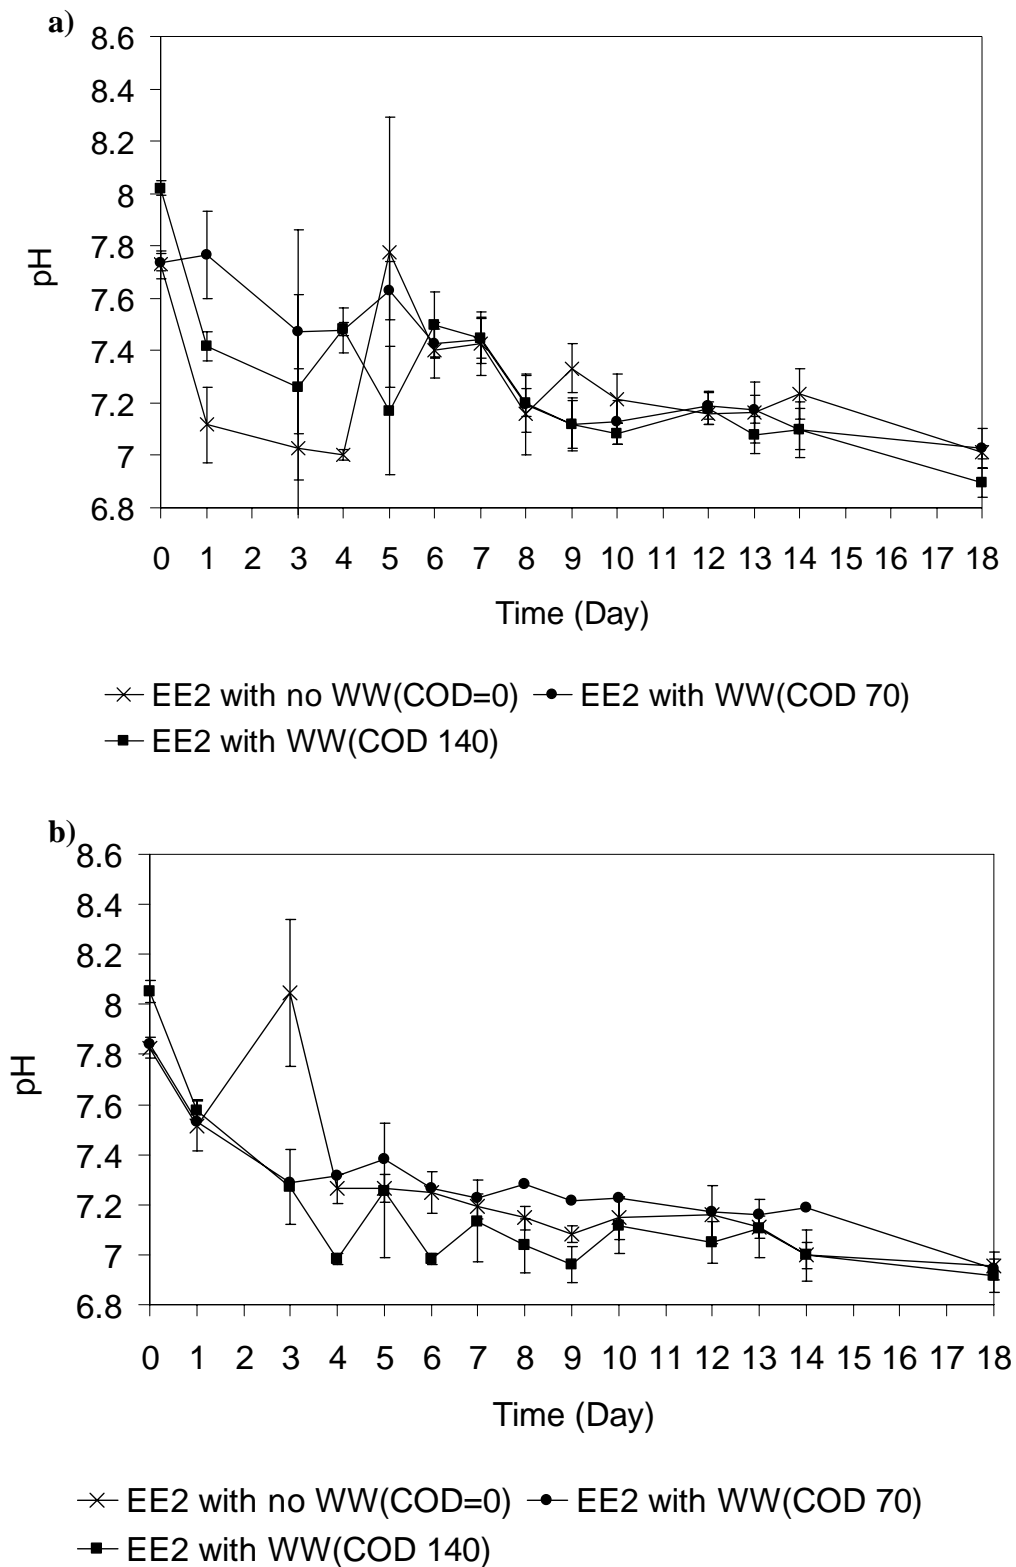 a)
8.6
8.4
8.2
8
7.8
7.6
7.4
7.2
7
6.8
pH
0 1 2 3 4 5 6 7 8 9 10 11 12 13 14 15 16 17 18
Time (Day)
EE2 with no WW(COD=0) EE2 with WW(COD 70)
EE2 with WW(COD 140)
b)
8.6
8.4
8.2
8
7.8
7.6
7.4
7.2
7
6.8
pH
0 1 2 3 4 5 6 7 8 9 10 11 12 13 14 15 16 17 18
Time (Day)
EE2 with no WW(COD=0) EE2 with WW(COD 70)
EE2 with WW(COD 140)